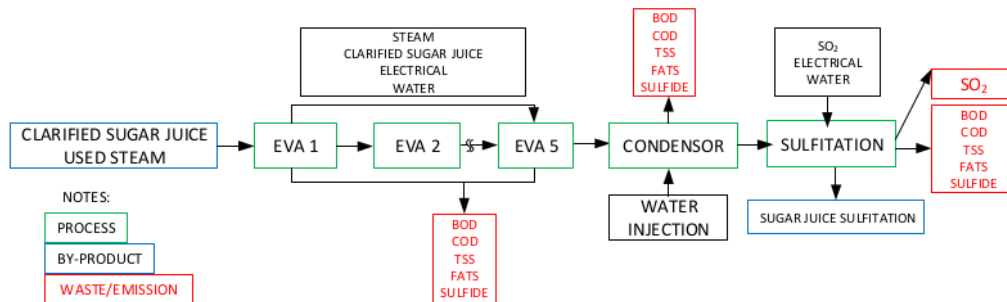 STEAM
CLARIFIED SUGAR JUICE
ELECTRICAL
WATER
BOD
COD
TSS
FATS
SULFIDE
SO₂
ELECTRICAL
WATER
SO₂
CLARIFIED SUGAR JUICE
USED STEAM
EVA 1
EVA 2
EVA 5
CONDENSOR
SULFITATION
BOD
COD
TSS
FATS
SULFIDE
NOTES:
PROCESS
BY-PRODUCT
WASTE/EMISSION
BOD
COD
TSS
FATS
SULFIDE
WATER
INJECTION
SUGAR JUICE SULFITATION